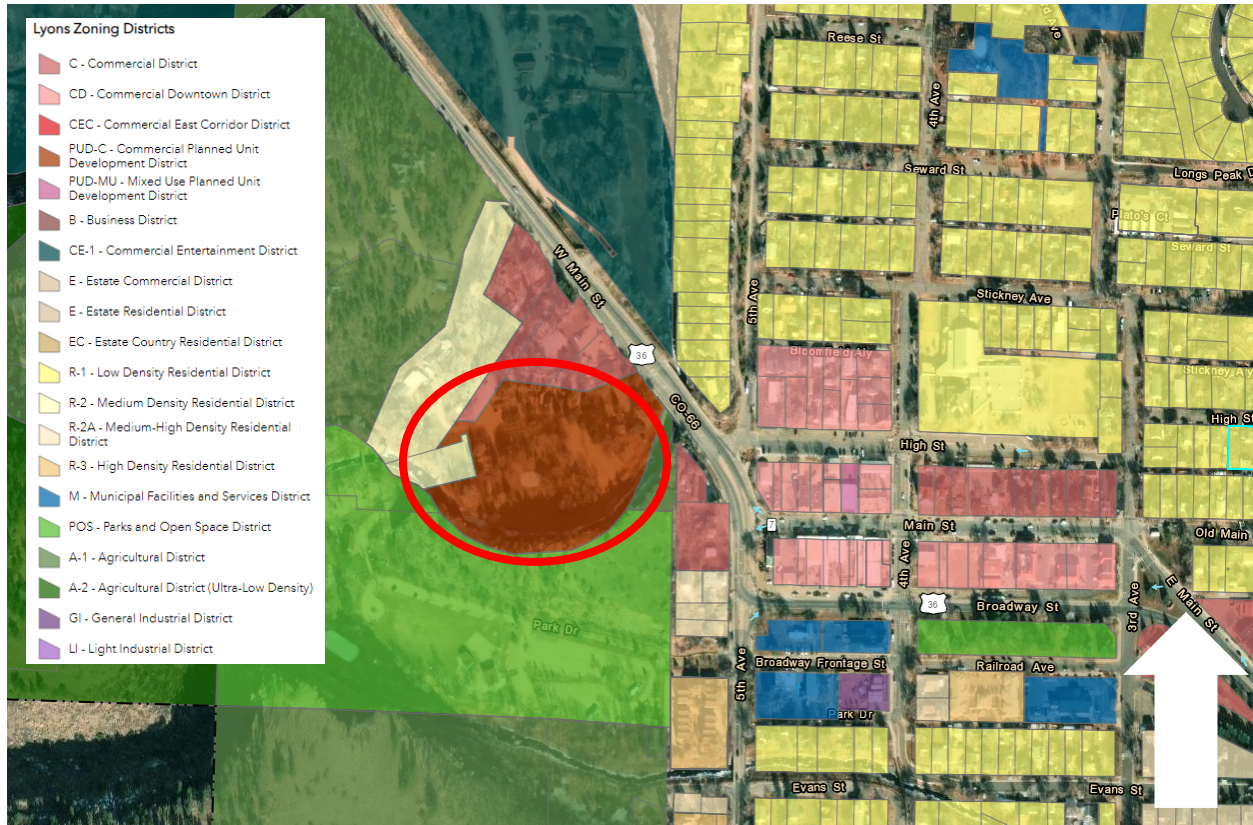 Lyons Zoning Districts
C - Commercial District
CD - Commercial Downtown District
CEC - Commercial East Corridor District
PUD-C - Commercial Planned Unit
Development District
PUD-MU - Mixed Use Planned Unit
Development District
B - Business District
CE-1 - Commercial Entertainment District
E - Estate Commercial District
E - Estate Residential District
EC - Estate Country Residential District
R-1 - Low Density Residential District
R-2 - Medium Density Residential District
R-2A - Medium-High Density Residential
District
R-3 - High Density Residential District
M - Municipal Facilities and Services District
POS - Parks and Open Space District
A-1 - Agricultural District
A-2 - Agricultural District (Ultra-Low Density)
GI - General Industrial District
LI - Light Industrial District
Reese St
4th Ave
Ave
Seward St
Longs Peak
Plato's Ct
Seward St
W Main St
5th Ave
Stickney Ave
36
Bloomfield Aly
Stickney Aly
CO-66
High St
High St
7
Main St
Old Main
4th Ave
36
Broadway St
3rd Ave
E Main St
Park Dr
Broadway Frontage St
Railroad Ave
5th Ave
Park Dr
Evans St
Evans St